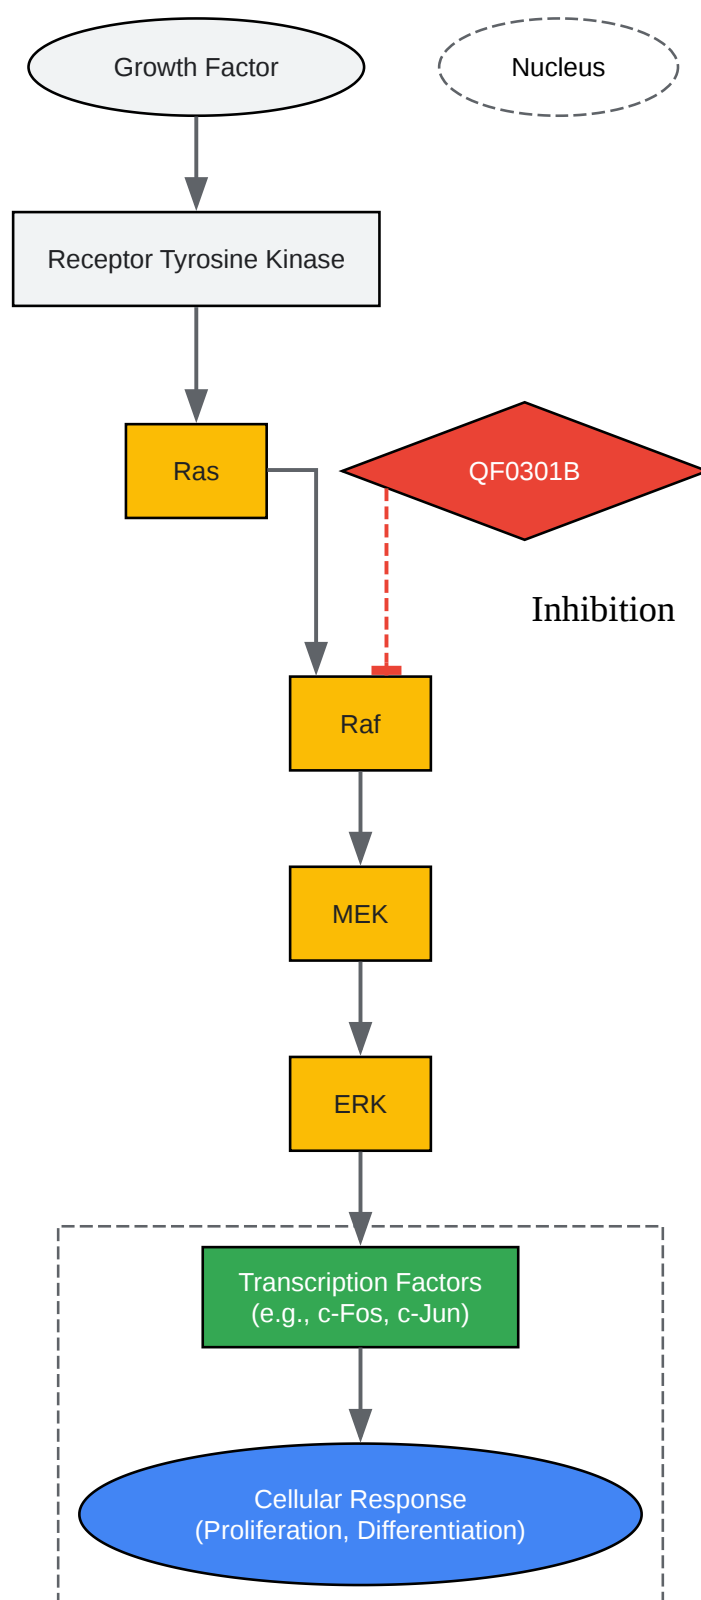 Growth Factor
Nucleus
Receptor Tyrosine Kinase
Ras
QF0301B
Inhibition
Raf
MEK
ERK
Transcription Factors
(e.g., c-Fos, c-Jun)
Cellular Response
(Proliferation, Differentiation)